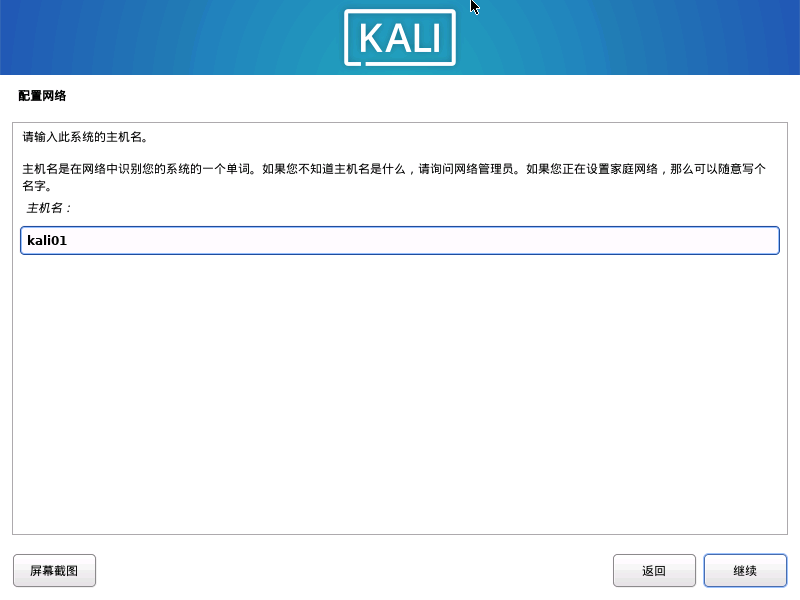 KALI
配置网络
请输入此系统的主机名。
主机名是在网络中识别您的系统的一个单词。如果您不知道主机名是什么，请询问网络管理员。如果您正在设置家庭网络，那么可以随意写个
名字。
主机名：
kali01
屏幕截图
返回
继续